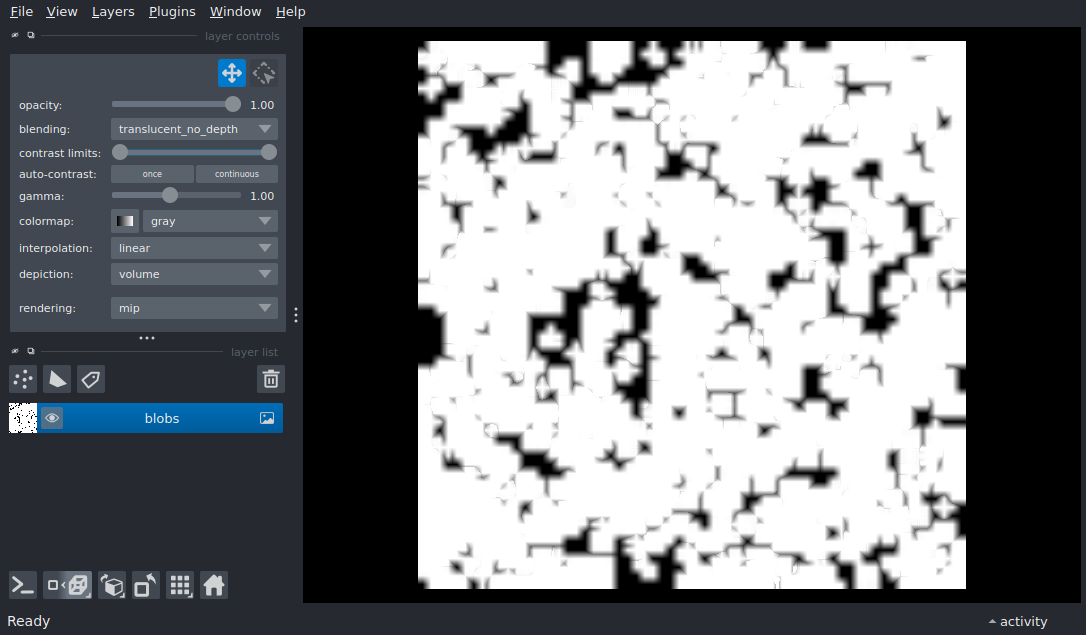 File View Layers Plugins Window Help
layer controls
opacity: 1.00
blending: translucent_no_depth
contrast limits:
auto-contrast: once continuous
gamma: 1.00
colormap: gray
interpolation: linear
depiction: volume
rendering: mip
layer list
blobs
Ready activity